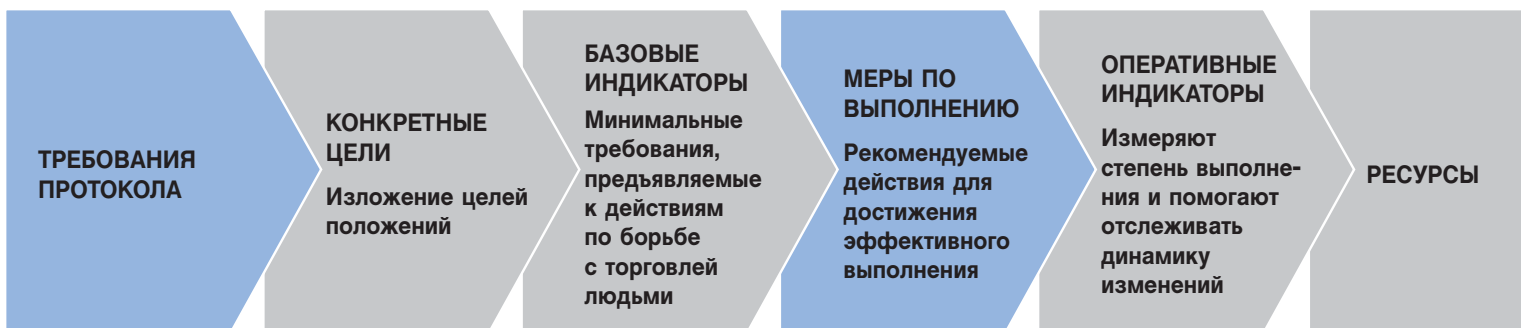 ТРЕБОВАНИЯ
ПРОТОКОЛА
КОНКРЕТНЫЕ
ЦЕЛИ
Изложение целей
положений
БАЗОВЫЕ
ИНДИКАТОРЫ
Минимальные
требования,
предъявляемые
к действиям
по борьбе
с торговлей
людьми
МЕРЫ ПО
ВЫПОЛНЕНИЮ
Рекомендуемые
действия для
достижения
эффективного
выполнения
ОПЕРАТИВНЫЕ
ИНДИКАТОРЫ
Измеряют
степень выполне-
ния и помогают
отслеживать
динамику
изменений
РЕСУРСЫ